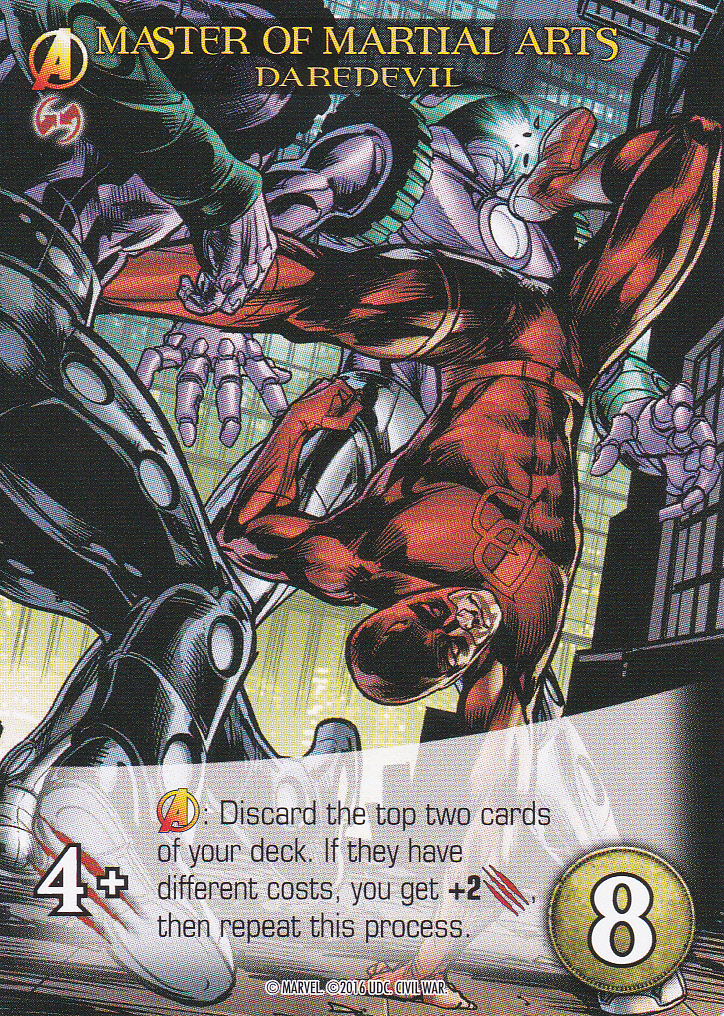 MASTER OF MARTIAL ARTS
DAREDEVIL
: Discard the top two cards
of your deck. If they have
different costs, you get +2,
then repeat this process.
4+
8
© MARVEL. ©2016 UDC. CIVIL WAR.